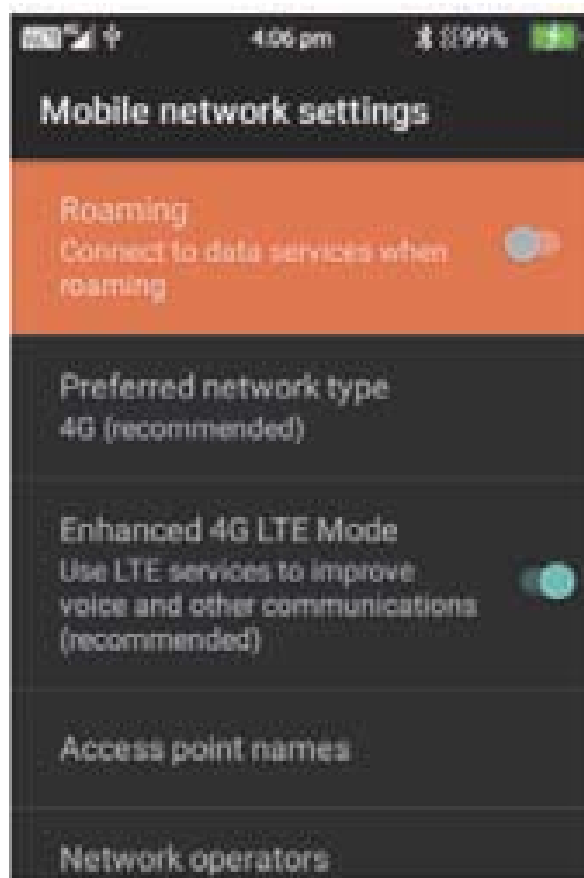 4:06 pm
99%
Mobile network settings
Roaming
Connect to data services when
roaming
Preferred network type
4G (recommended)
Enhanced 4G LTE Mode
Use LTE services to improve
voice and other communications
(recommended)
Access point names
Network operators